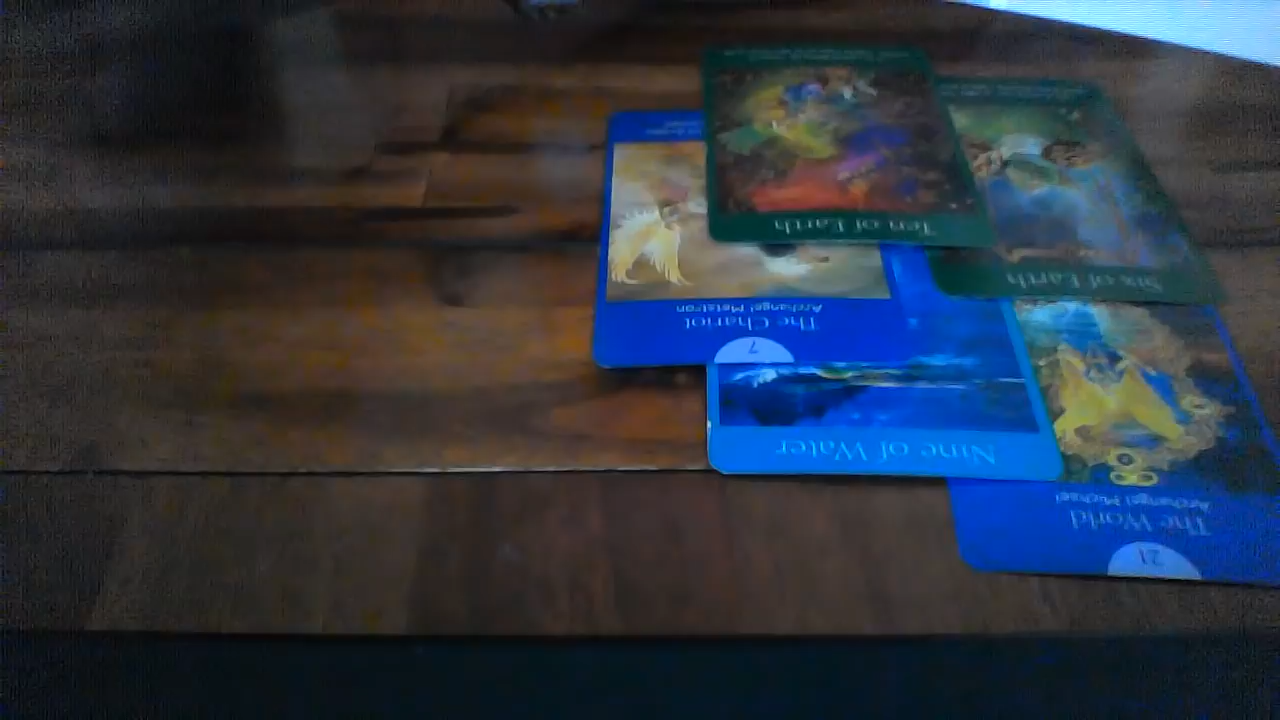 Ten of Earth
Six of Earth
The Chariot
Archangel Metatron
7
Nine of Water
The World
Archangel Michael
21